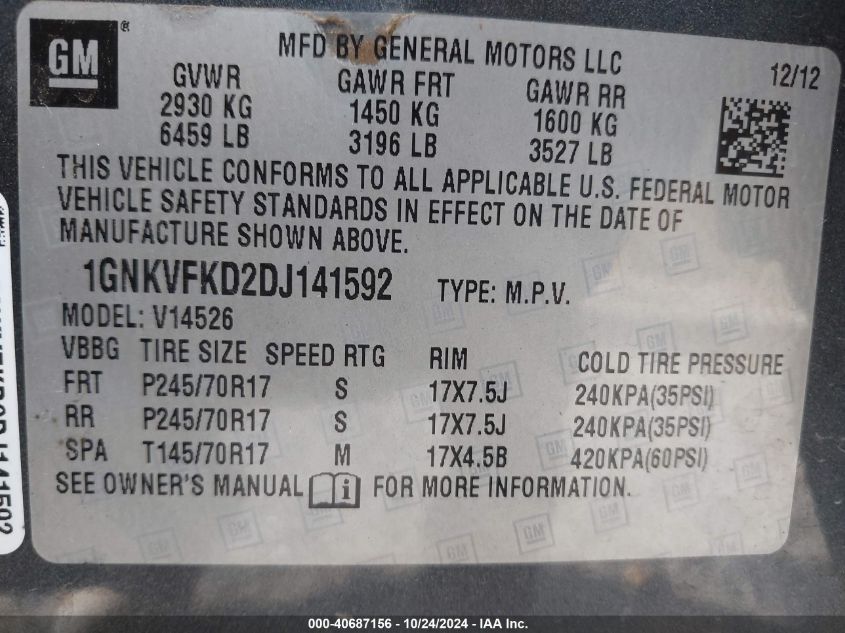 GM®
MFD BY GENERAL MOTORS LLC
12/12
GVWR GAWR FRT GAWR RR
2930 KG 1450 KG 1600 KG
6459 LB 3196 LB 3527 LB
THIS VEHICLE CONFORMS TO ALL APPLICABLE U.S. FEDERAL MOTOR
VEHICLE SAFETY STANDARDS IN EFFECT ON THE DATE OF
MANUFACTURE SHOWN ABOVE.
1GNKVFKD2DJ141592 TYPE: M.P.V.
MODEL: V14526
VBBG TIRE SIZE SPEED RTG RIM COLD TIRE PRESSURE
FRT P245/70R17 S 17X7.5J 240KPA(35PSI)
RR P245/70R17 S 17X7.5J 240KPA(35PSI)
SPA T145/70R17 M 17X4.5B 420KPA(60PSI)
SEE OWNER'S MANUAL i FOR MORE INFORMATION.
000-40687156 - 10/24/2024 - IAA Inc.